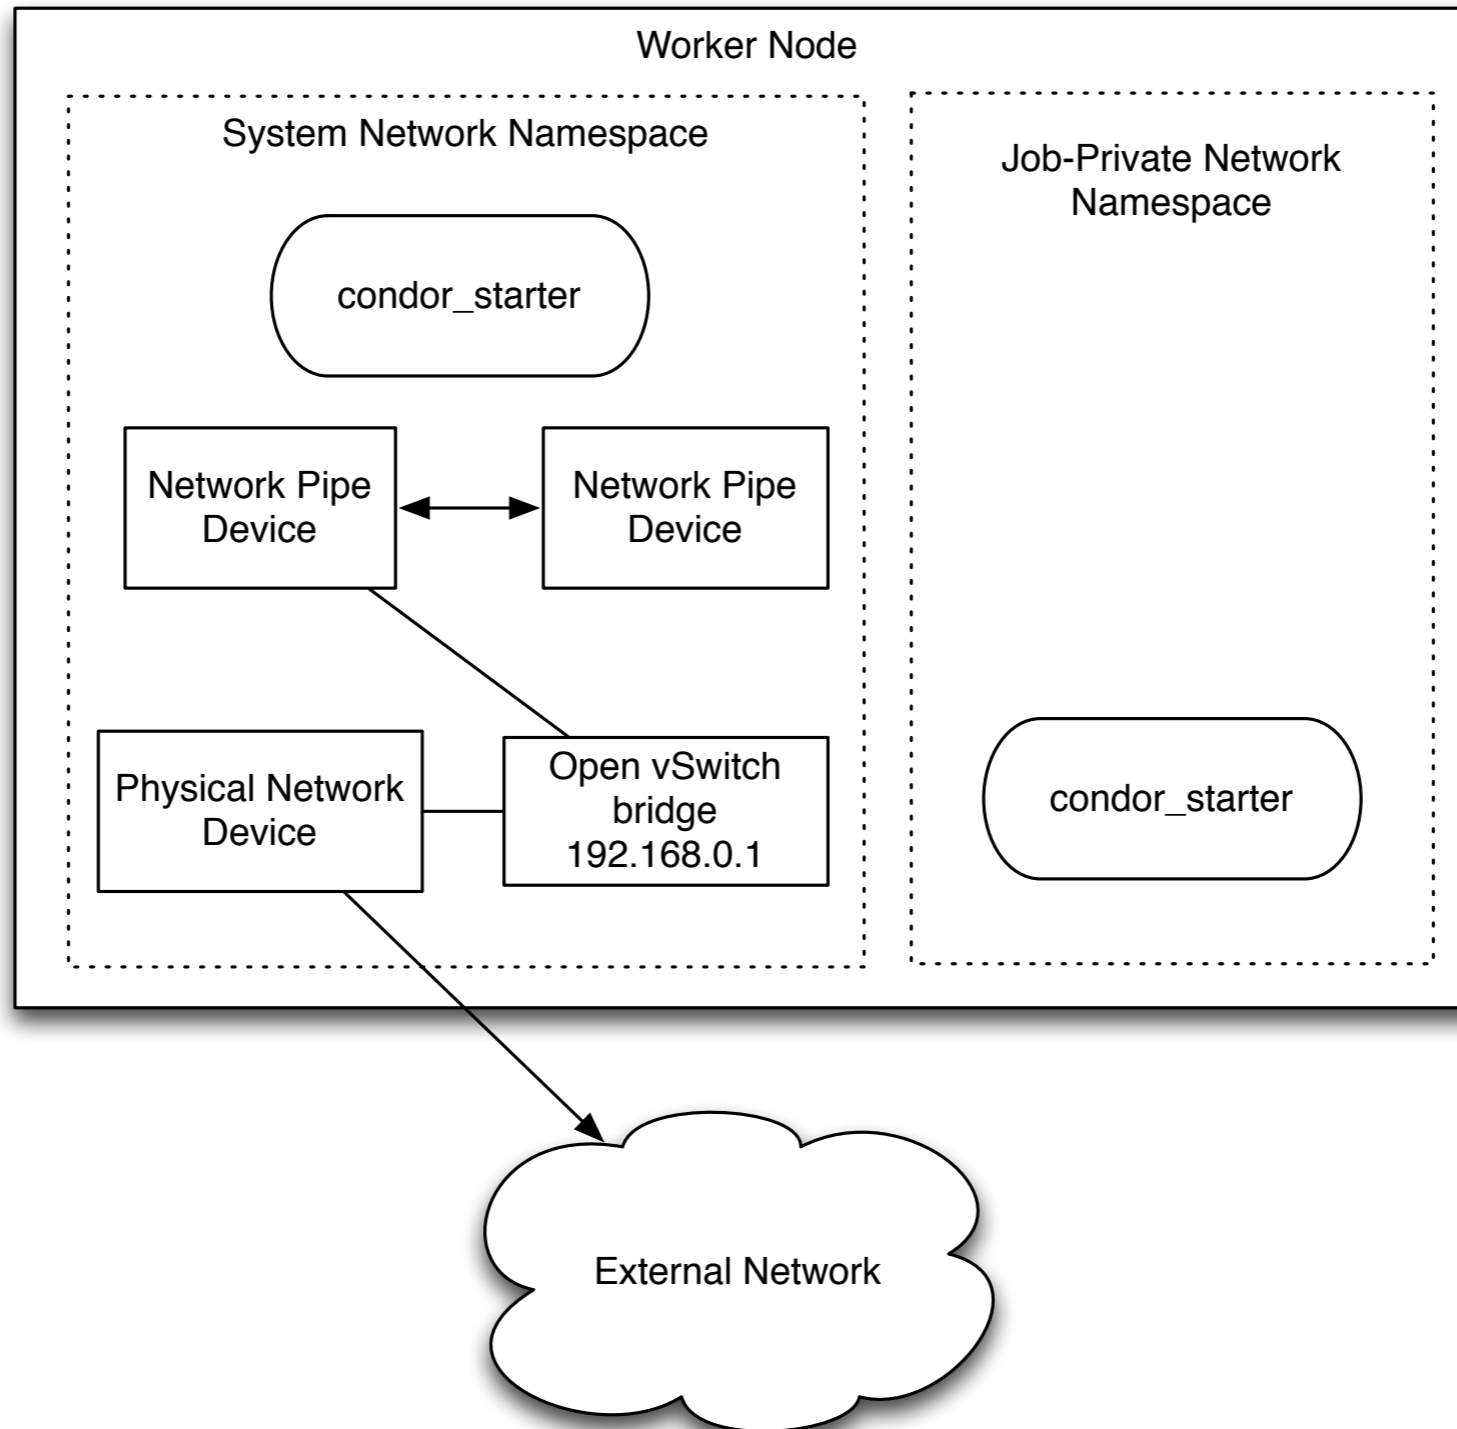 Worker Node
System Network Namespace
condor_starter
Network Pipe
Device
Network Pipe
Device
Physical Network
Device
Open vSwitch
bridge
192.168.0.1
Job-Private Network
Namespace
condor_starter
External Network